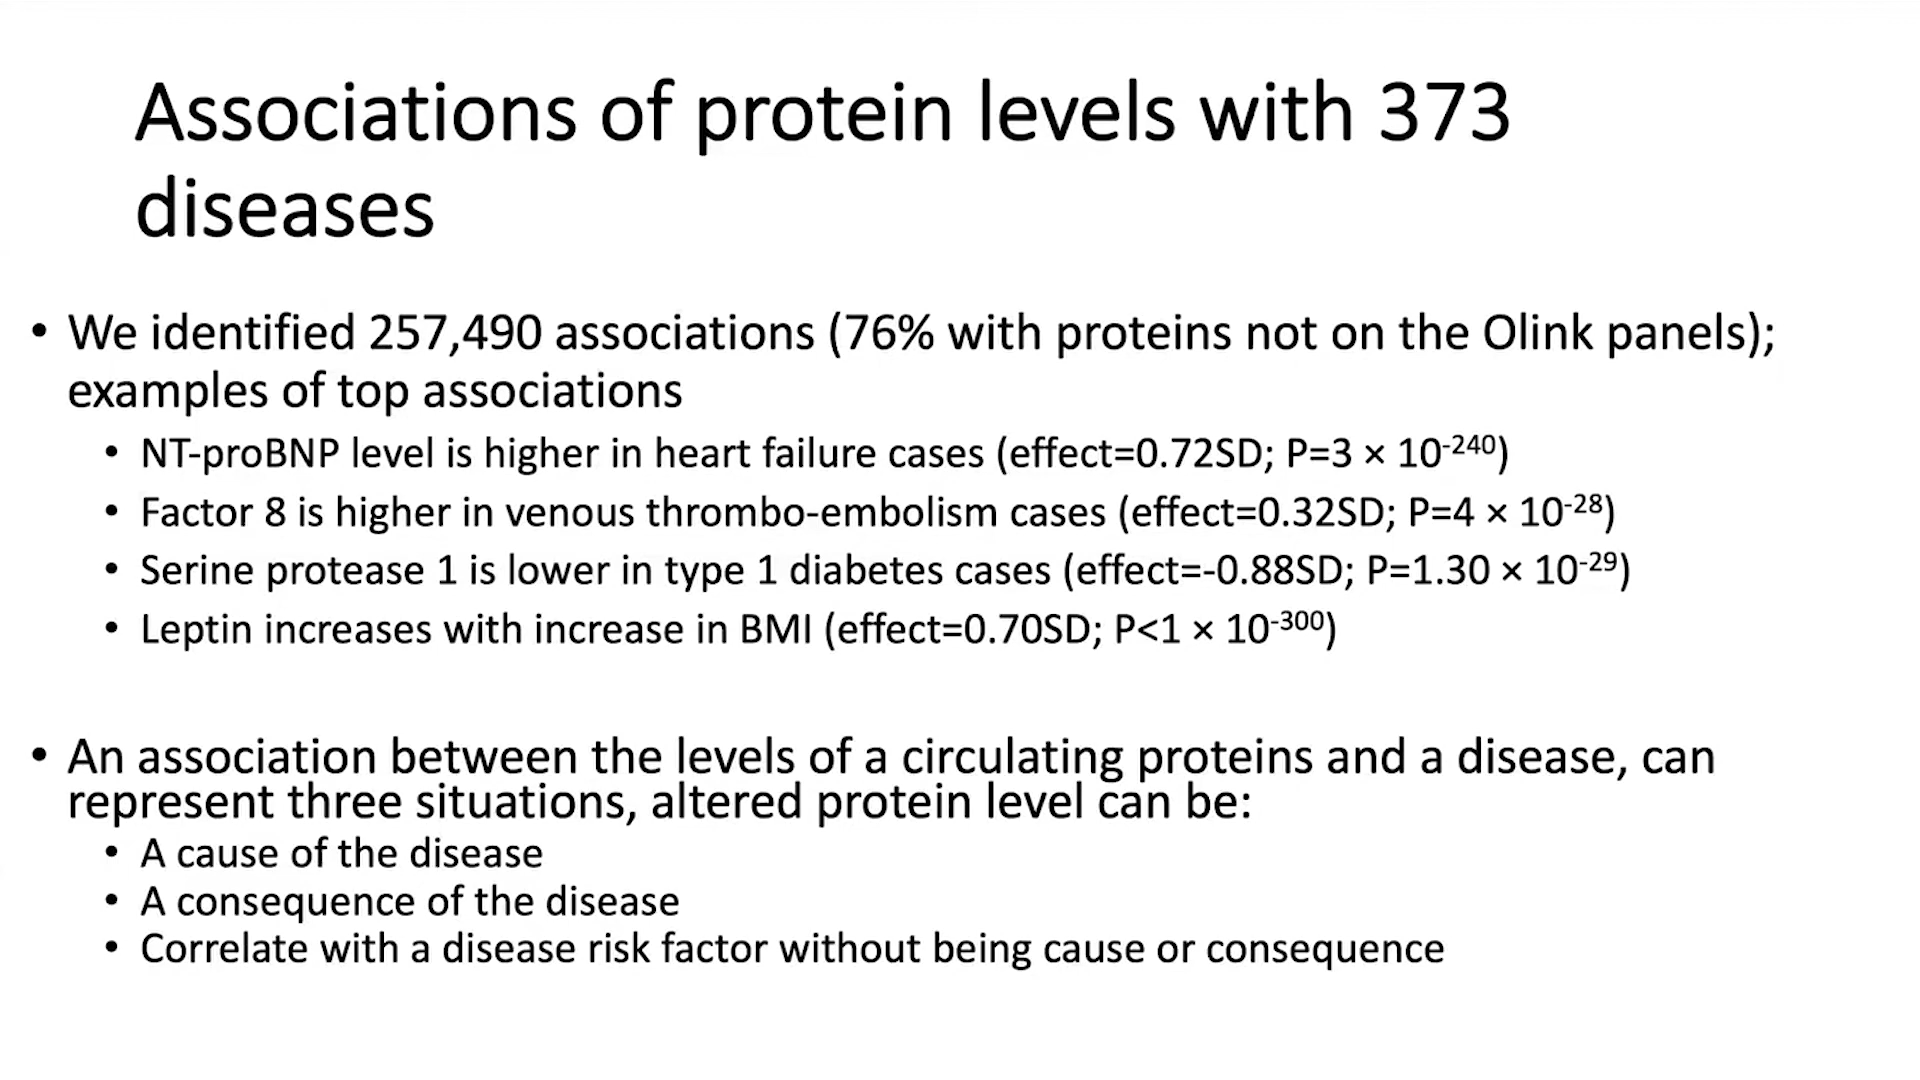 Associations of protein levels with 373
diseases
• We identified 257,490 associations (76% with proteins not on the Olink panels);
examples of top associations
• NT-proBNP level is higher in heart failure cases (effect=0.72SD; P=3 × 10⁻²⁴⁰)
• Factor 8 is higher in venous thrombo-embolism cases (effect=0.32SD; P=4 × 10⁻²⁸)
• Serine protease 1 is lower in type 1 diabetes cases (effect=-0.88SD; P=1.30 × 10⁻²⁹)
• Leptin increases with increase in BMI (effect=0.70SD; P<1 × 10⁻³⁰⁰)
• An association between the levels of a circulating proteins and a disease, can
represent three situations, altered protein level can be:
• A cause of the disease
• A consequence of the disease
• Correlate with a disease risk factor without being cause or consequence